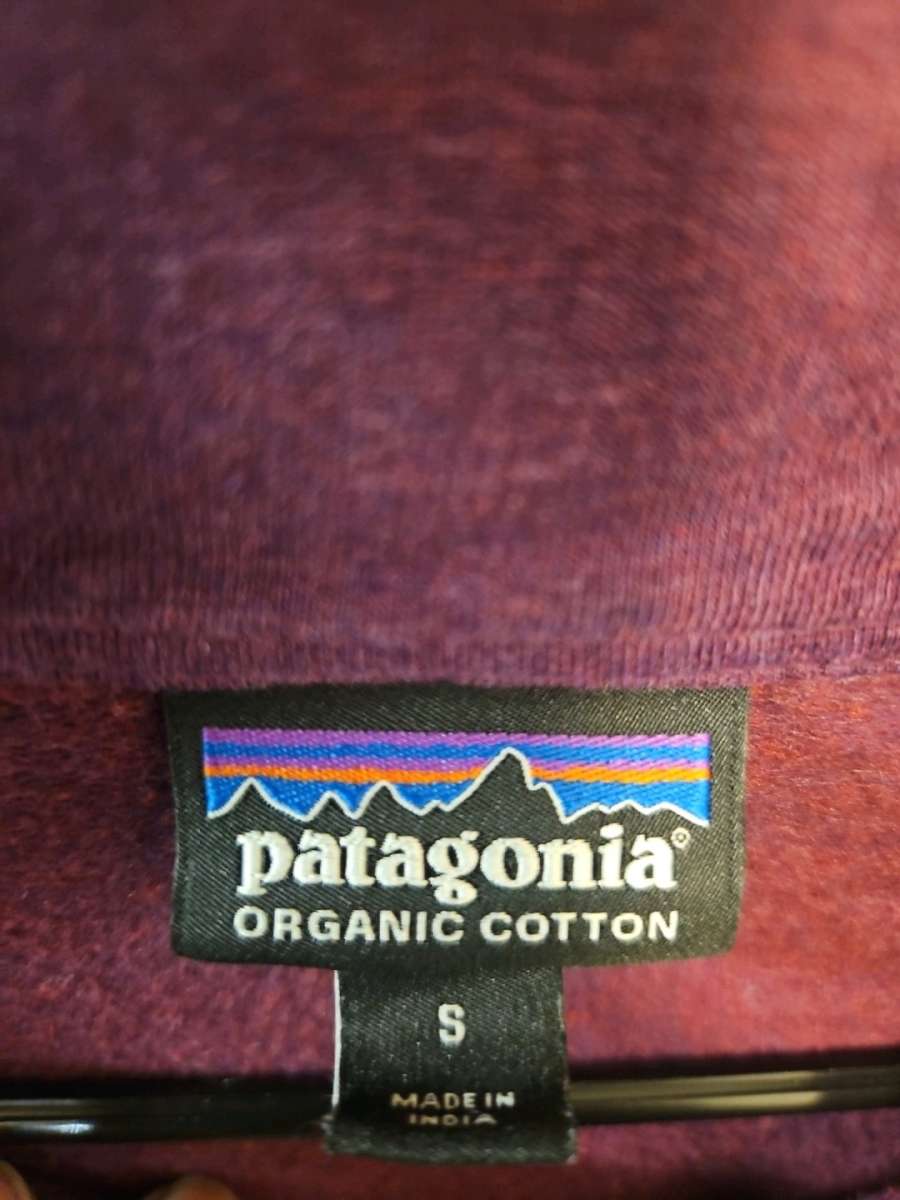 patagonia®
ORGANIC COTTON
S
MADE IN
INDIA